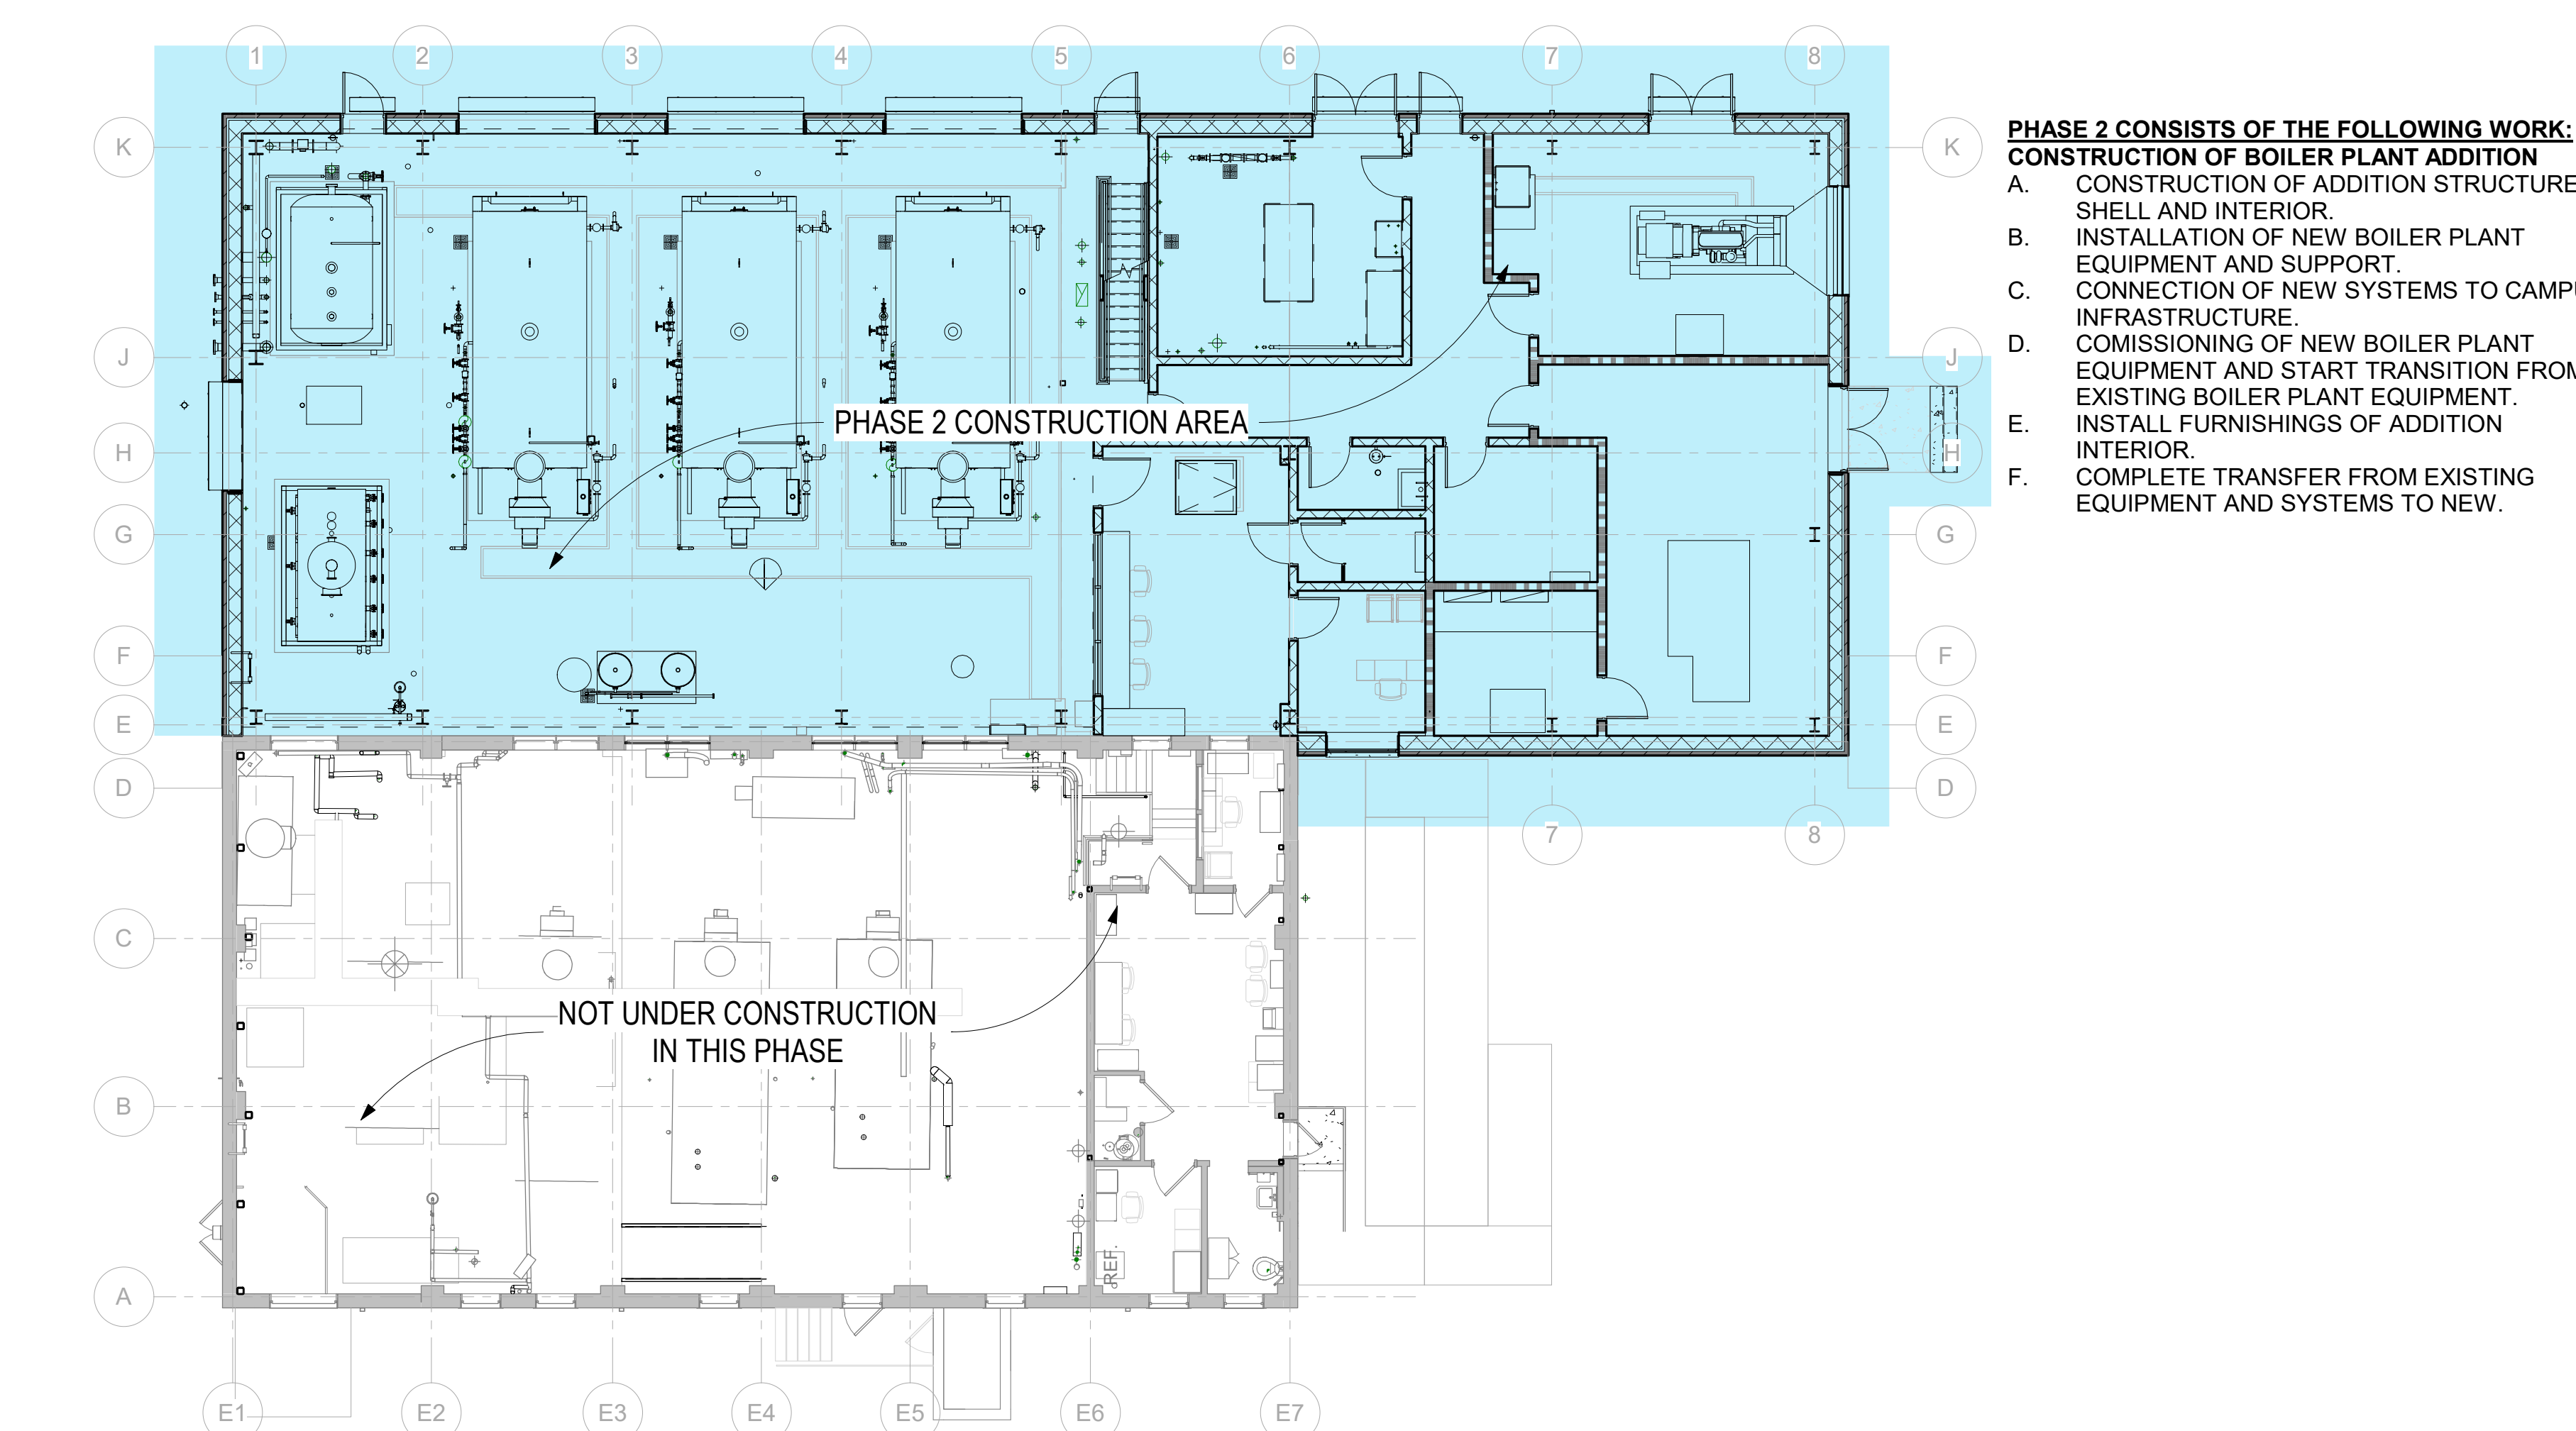 1 2 3 4 5 6 7 8
K K
PHASE 2 CONSISTS OF THE FOLLOWING WORK:
CONSTRUCTION OF BOILER PLANT ADDITION
A. CONSTRUCTION OF ADDITION STRUCTURE
SHELL AND INTERIOR.
B. INSTALLATION OF NEW BOILER PLANT
EQUIPMENT AND SUPPORT.
C. CONNECTION OF NEW SYSTEMS TO CAMPU
INFRASTRUCTURE.
D. COMISSIONING OF NEW BOILER PLANT
EQUIPMENT AND START TRANSITION FROM
EXISTING BOILER PLANT EQUIPMENT.
E. INSTALL FURNISHINGS OF ADDITION
INTERIOR.
F. COMPLETE TRANSFER FROM EXISTING
EQUIPMENT AND SYSTEMS TO NEW.
J J
PHASE 2 CONSTRUCTION AREA
H H
G G
F F
E E
D D
7 8
C
NOT UNDER CONSTRUCTION
IN THIS PHASE
B
REF.
A
E1 E2 E3 E4 E5 E6 E7